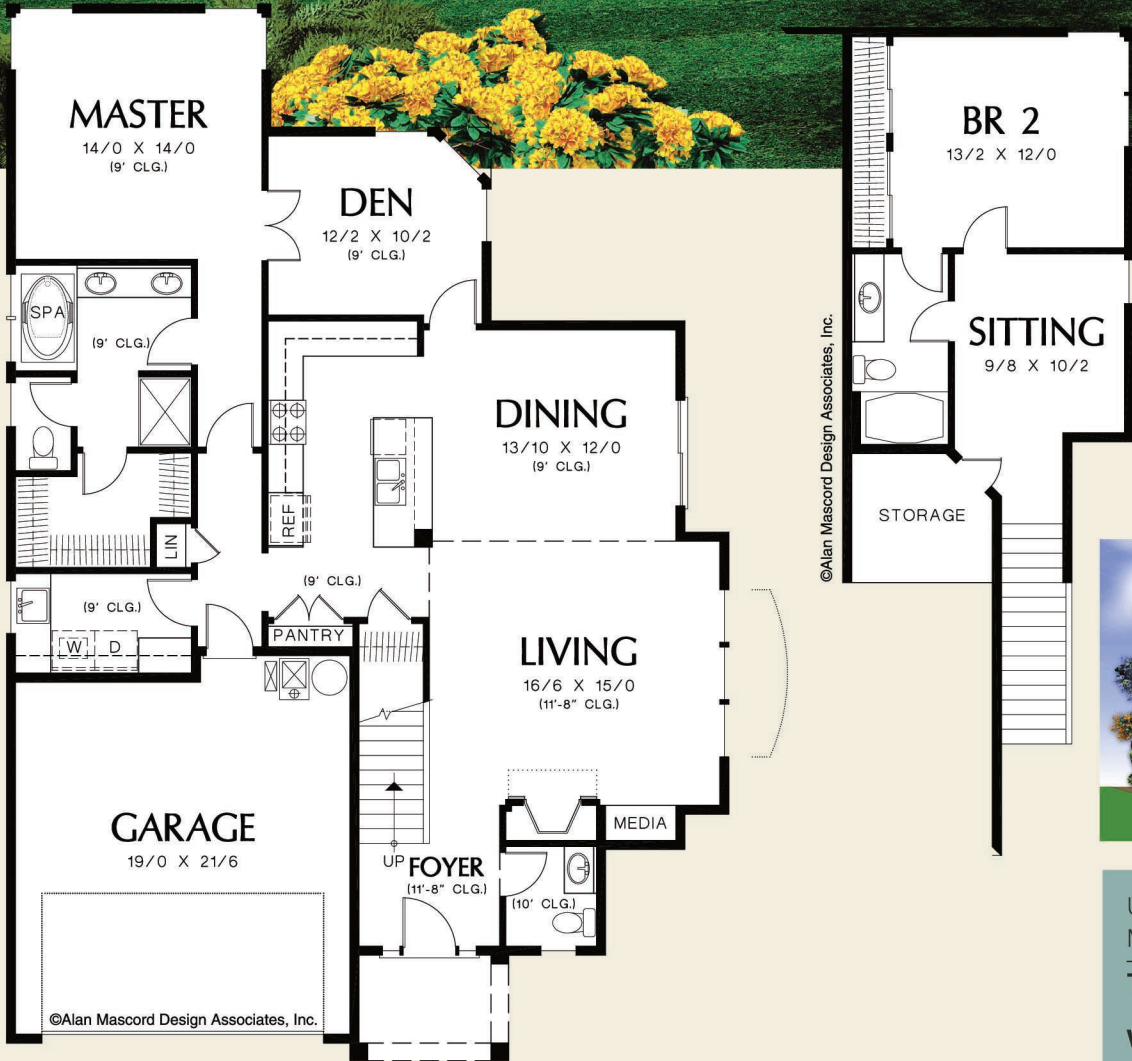 MASTER
14/0 X 14/0
(9' CLG.)
DEN
12/2 X 10/2
(9' CLG.)
SPA
(9' CLG.)
DINING
13/10 X 12/0
(9' CLG.)
REF
LIN
(9' CLG.)
(9' CLG.)
PANTRY
W D
LIVING
16/6 X 15/0
(11'-8" CLG.)
GARAGE
19/0 X 21/6
MEDIA
UP
FOYER
(11'-8" CLG.)
(10' CLG.)
©Alan Mascord Design Associates, Inc.
BR 2
13/2 X 12/0
SITTING
9/8 X 10/2
STORAGE
©Alan Mascord Design Associates, Inc.